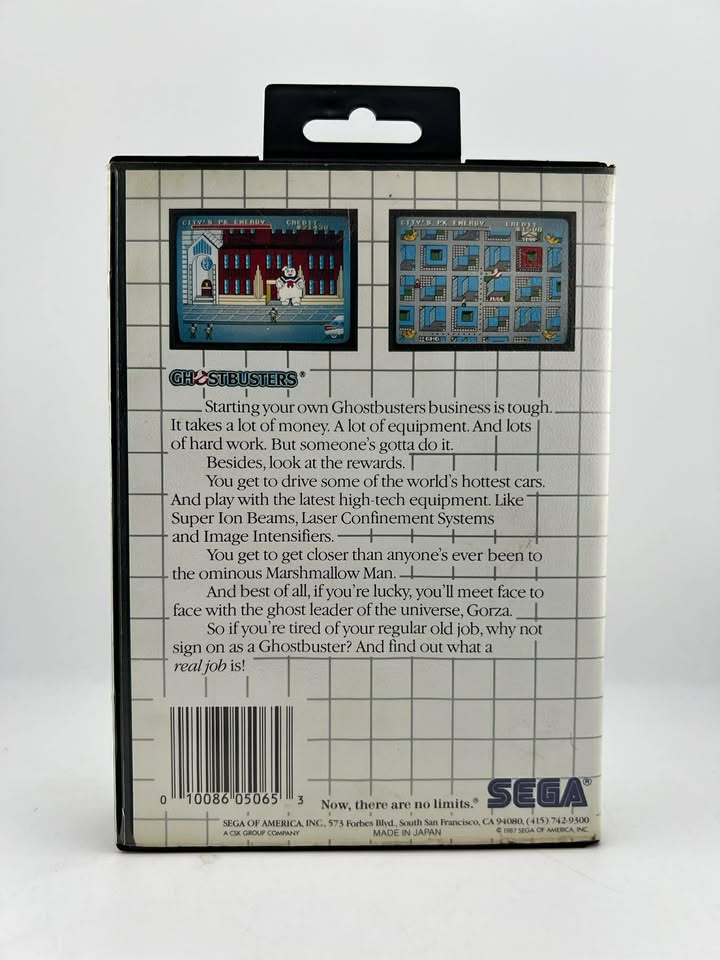 CITY'S PK ENERGY CREDIT
CITY'S PK ENERGY CREDIT
GHOSTBUSTERS®
Starting your own Ghostbusters business is tough.
It takes a lot of money. A lot of equipment. And lots
of hard work. But someone's gotta do it.
Besides, look at the rewards.
You get to drive some of the world's hottest cars.
And play with the latest high-tech equipment. Like
Super Ion Beams, Laser Confinement Systems
and Image Intensifiers.
You get to get closer than anyone's ever been to
the ominous Marshmallow Man.
And best of all, if you're lucky, you'll meet face to
face with the ghost leader of the universe, Gorza.
So if you're tired of your regular old job, why not
sign on as a Ghostbuster? And find out what a
real job is!
0 10086 05065 3
Now, there are no limits.®
SEGA®
SEGA OF AMERICA, INC., 573 Forbes Blvd., South San Francisco, CA 94080, (415) 742-9300
A CSK GROUP COMPANY MADE IN JAPAN © 1987 SEGA OF AMERICA, INC.